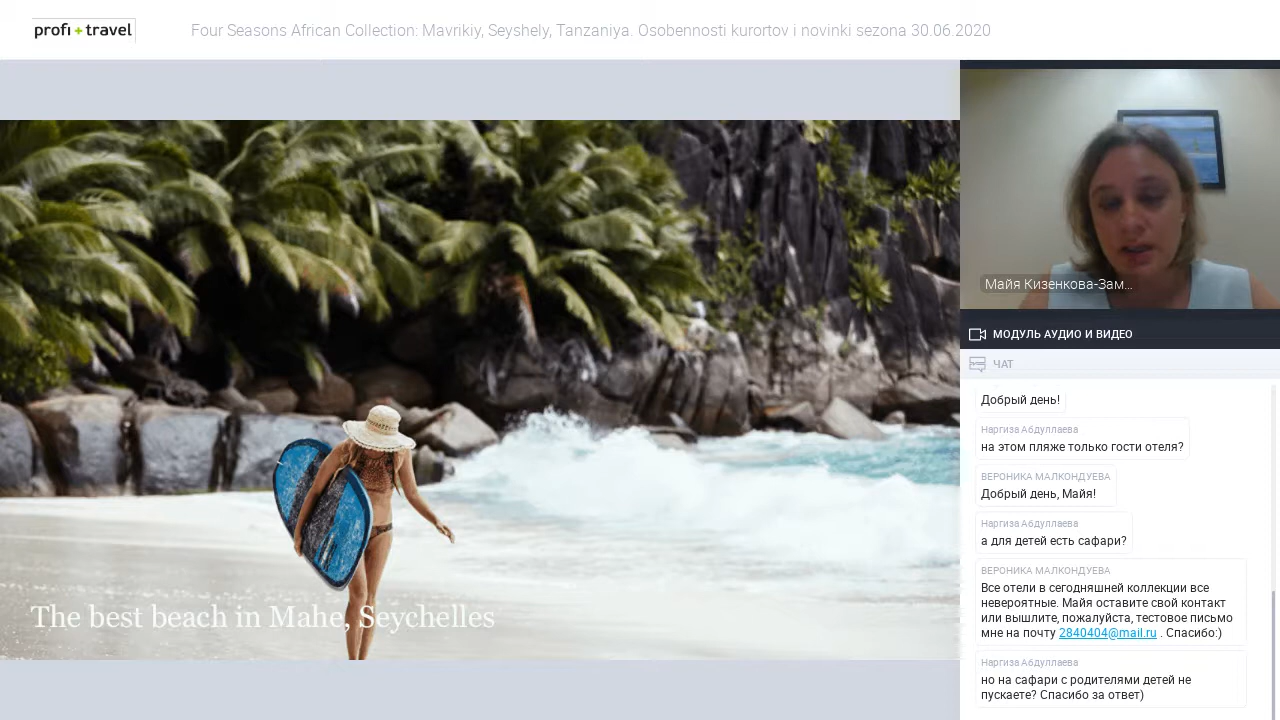 profi + travel
Four Seasons African Collection: Mavrikiy, Seyshely, Tanzaniya. Osobennosti kurortov i novinki sezona 30.06.2020
The best beach in Mahe, Seychelles
Майя Кизенкова-Зам...
МОДУЛЬ АУДИО И ВИДЕО
ЧАТ
Добрый день!
Наргиза Абдуллаева
на этом пляже только гости отеля?
ВЕРОНИКА МАЛКОНДУЕВА
Добрый день, Майя!
Наргиза Абдуллаева
а для детей есть сафари?
ВЕРОНИКА МАЛКОНДУЕВА
Все отели в сегодняшней коллекции все
невероятные. Майя оставите свой контакт
или вышлите, пожалуйста, тестовое письмо
мне на почту 2840404@mail.ru . Спасибо:)
Наргиза Абдуллаева
но на сафари с родителями детей не
пускаете? Спасибо за ответ)